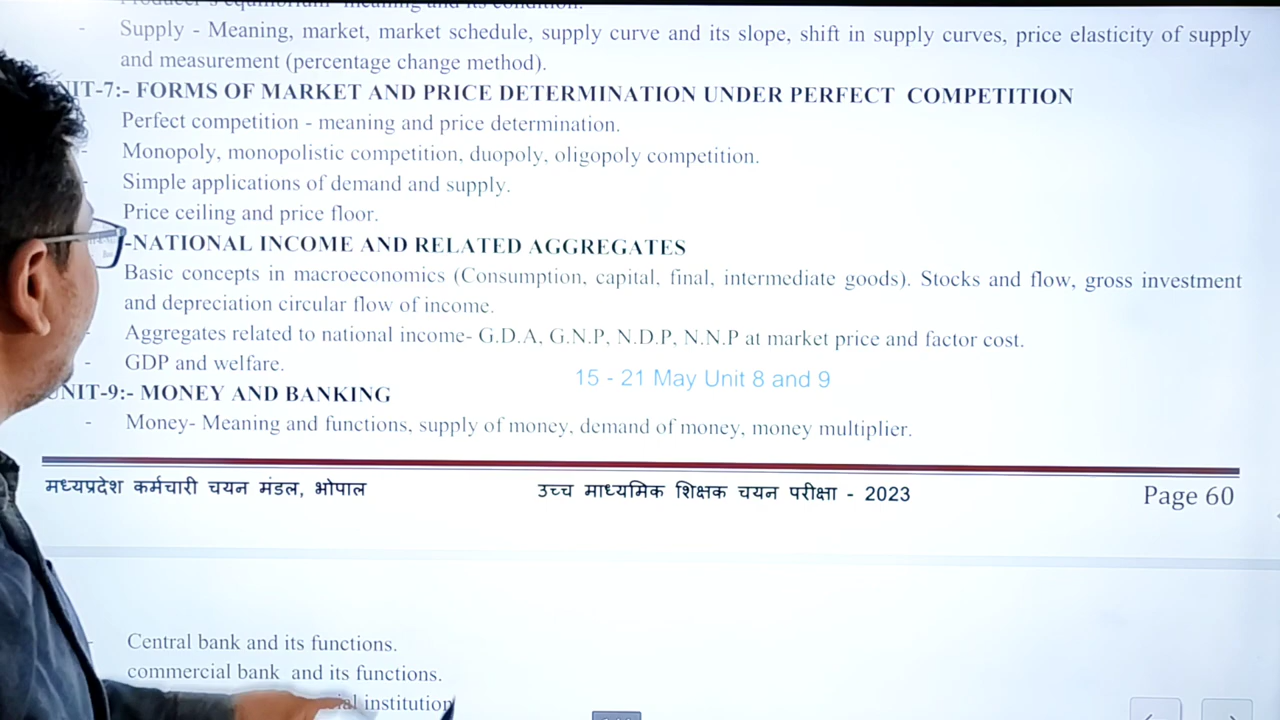 Producer's equilibrium- meaning and its condition.
- Supply - Meaning, market, market schedule, supply curve and its slope, shift in supply curves, price elasticity of supply
and measurement (percentage change method).
NIT-7:- FORMS OF MARKET AND PRICE DETERMINATION UNDER PERFECT COMPETITION
Perfect competition - meaning and price determination.
- Monopoly, monopolistic competition, duopoly, oligopoly competition.
- Simple applications of demand and supply.
Price ceiling and price floor.
-NATIONAL INCOME AND RELATED AGGREGATES
Basic concepts in macroeconomics (Consumption, capital, final, intermediate goods). Stocks and flow, gross investment
and depreciation circular flow of income.
- Aggregates related to national income- G.D.A, G.N.P, N.D.P, N.N.P at market price and factor cost.
- GDP and welfare.
15 - 21 May Unit 8 and 9
UNIT-9:- MONEY AND BANKING
- Money- Meaning and functions, supply of money, demand of money, money multiplier.
मध्यप्रदेश कर्मचारी चयन मंडल, भोपाल उच्च माध्यमिक शिक्षक चयन परीक्षा - 2023 Page 60
- Central bank and its functions.
commercial bank and its functions.
institution